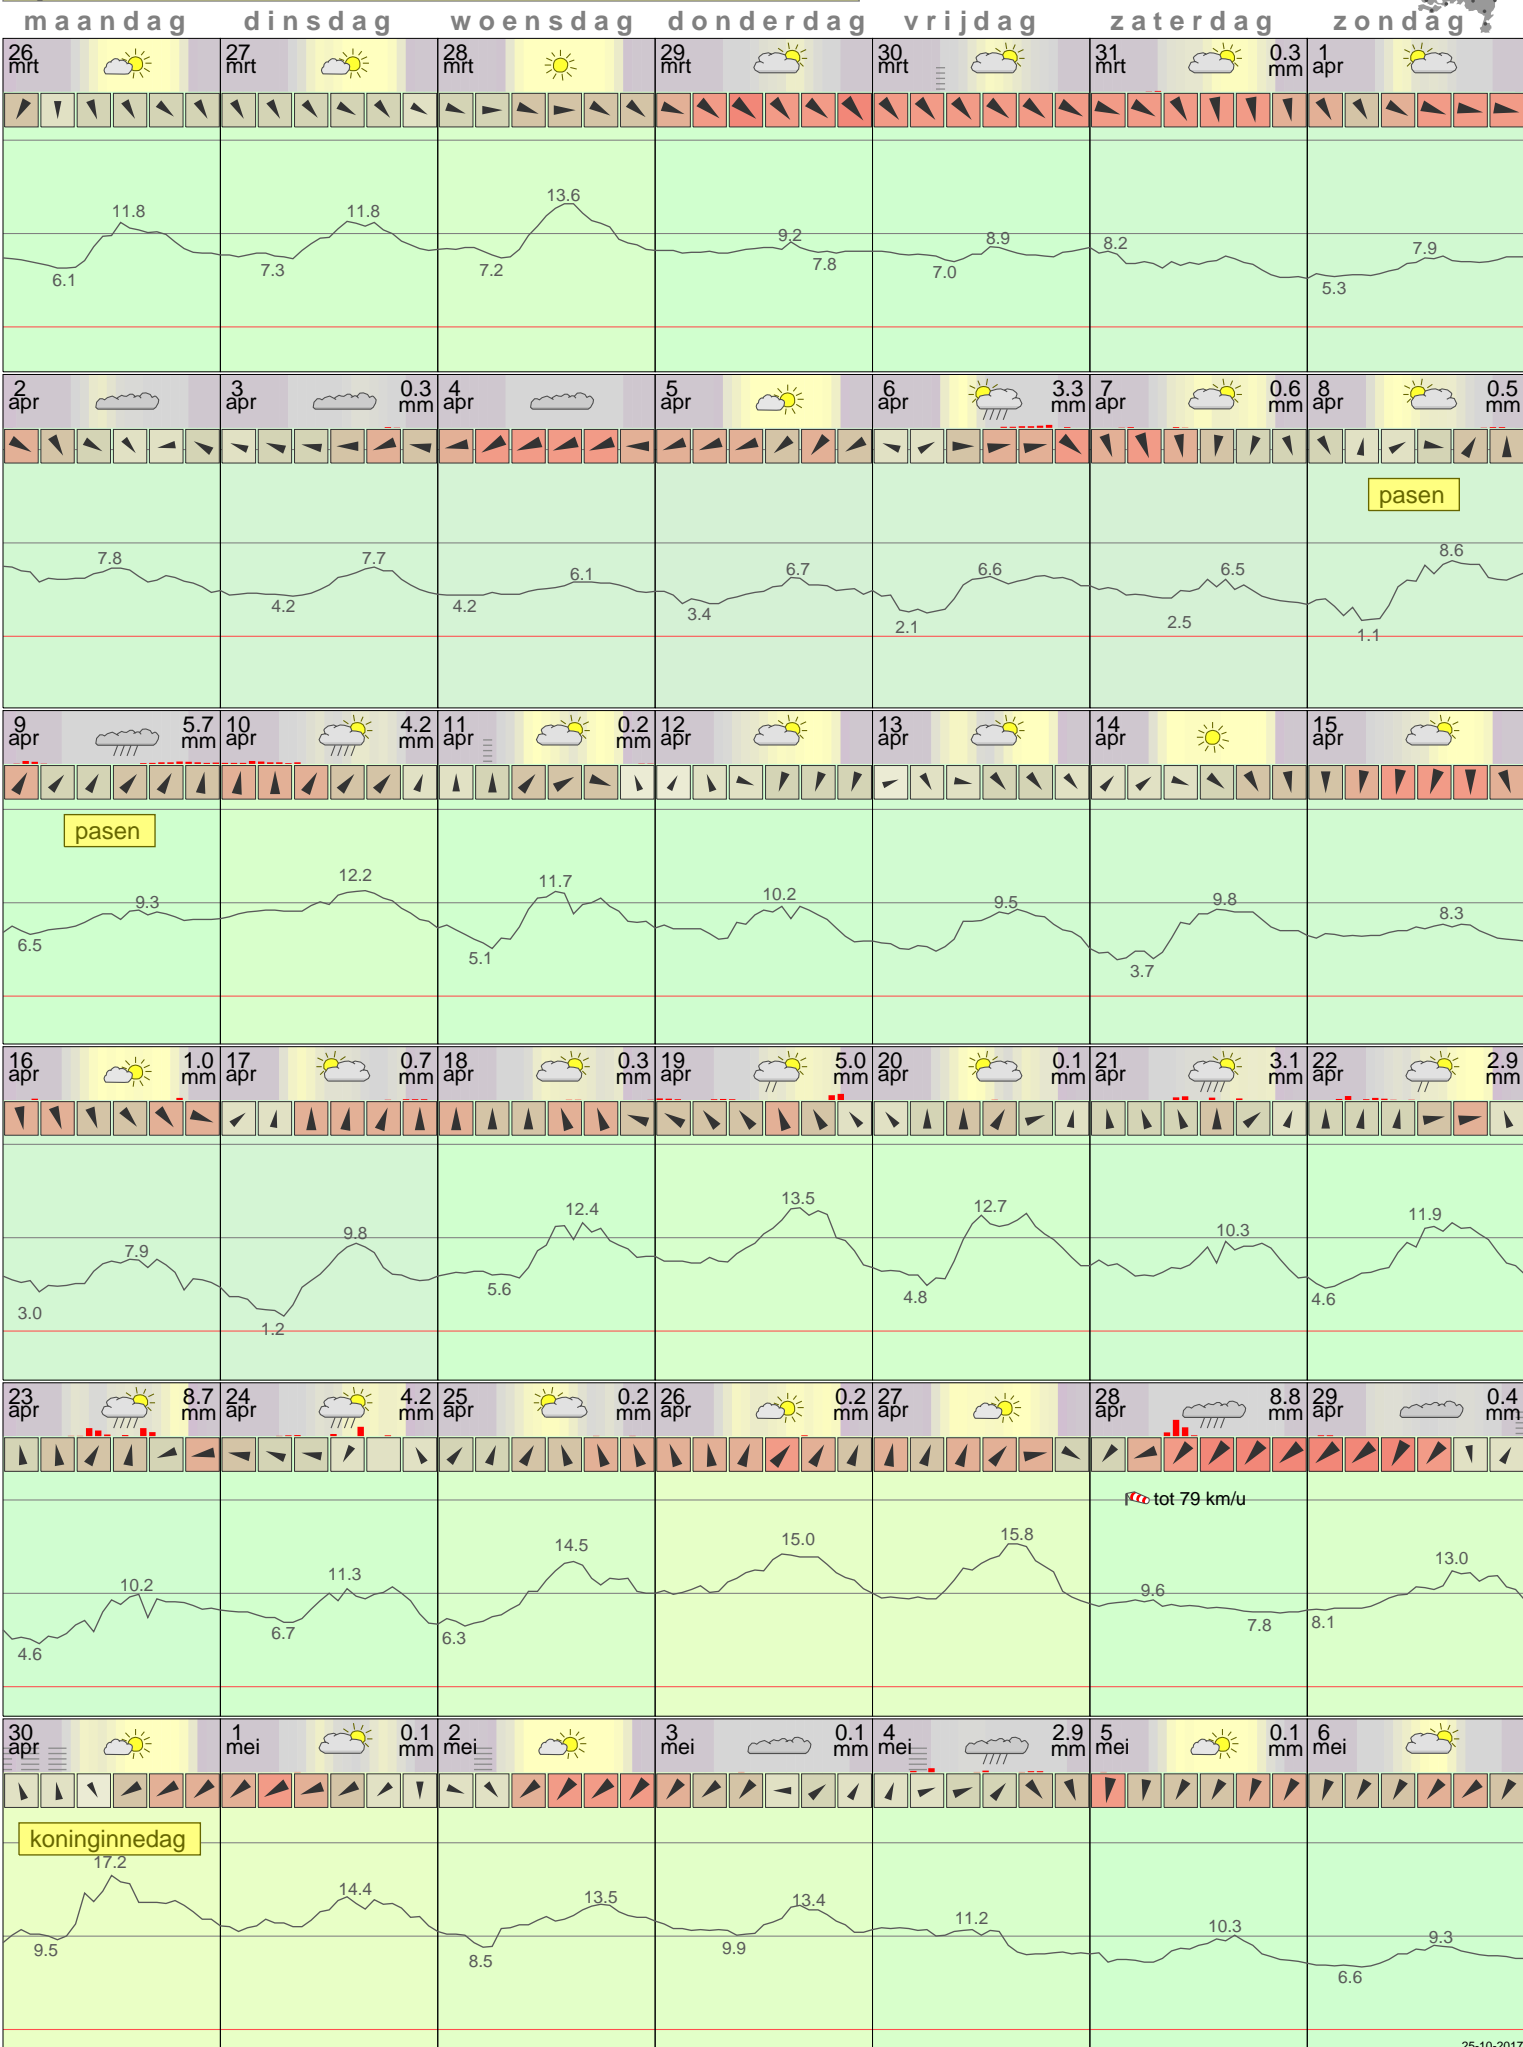 maandag dinsdag woensdag donderdag vrijdag zaterdag zondag
26 mrt 27 mrt 28 mrt 29 mrt 30 mrt 31 mrt 0.3 mm 1 apr
11.8 11.8 13.6 9.2 8.9 8.2 7.9
6.1 7.3 7.2 7.8 7.0 5.3
2 apr 3 apr 0.3 mm 4 apr 5 apr 6 apr 3.3 mm 7 apr 0.6 mm 8 apr 0.5 mm
pasen
7.8 7.7 6.1 6.7 6.6 6.5 8.6
4.2 4.2 3.4 2.1 2.5 1.1
9 apr 5.7 mm 10 apr 4.2 mm 11 apr 0.2 mm 12 apr 13 apr 14 apr 15 apr
pasen
9.3 12.2 11.7 10.2 9.5 9.8 8.3
6.5 5.1 3.7
16 apr 1.0 mm 17 apr 0.7 mm 18 apr 0.3 mm 19 apr 5.0 mm 20 apr 0.1 mm 21 apr 3.1 mm 22 apr 2.9 mm
7.9 9.8 12.4 13.5 12.7 10.3 11.9
3.0 1.2 5.6 4.8 4.6
23 apr 8.7 mm 24 apr 4.2 mm 25 apr 0.2 mm 26 apr 0.2 mm 27 apr 28 apr 8.8 mm 29 apr 0.4 mm
tot 79 km/u
10.2 11.3 14.5 15.0 15.8 9.6 13.0
4.6 6.7 6.3 7.8 8.1
30 apr 1 mei 0.1 mm 2 mei 3 mei 0.1 mm 4 mei 2.9 mm 5 mei 0.1 mm 6 mei
koninginnedag
17.2 14.4 13.5 13.4 11.2 10.3 9.3
9.5 8.5 9.9 6.6
25-10-2017